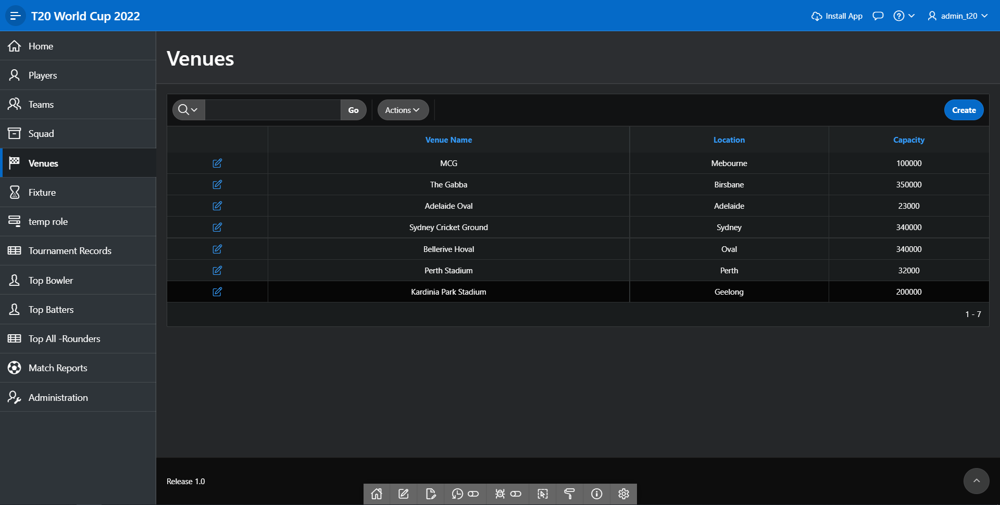 T20 World Cup 2022
Install App
admin_t20
Home
Players
Teams
Squad
Venues
Fixture
temp role
Tournament Records
Top Bowler
Top Batters
Top All -Rounders
Match Reports
Administration
Venues
Go
Actions
Create
Venue Name Location Capacity
MCG Mebourne 100000
The Gabba Birsbane 350000
Adelaide Oval Adelaide 23000
Sydney Cricket Ground Sydney 340000
Bellerive Hoval Oval 340000
Perth Stadium Perth 32000
Kardinia Park Stadium Geelong 200000
1 - 7
Release 1.0